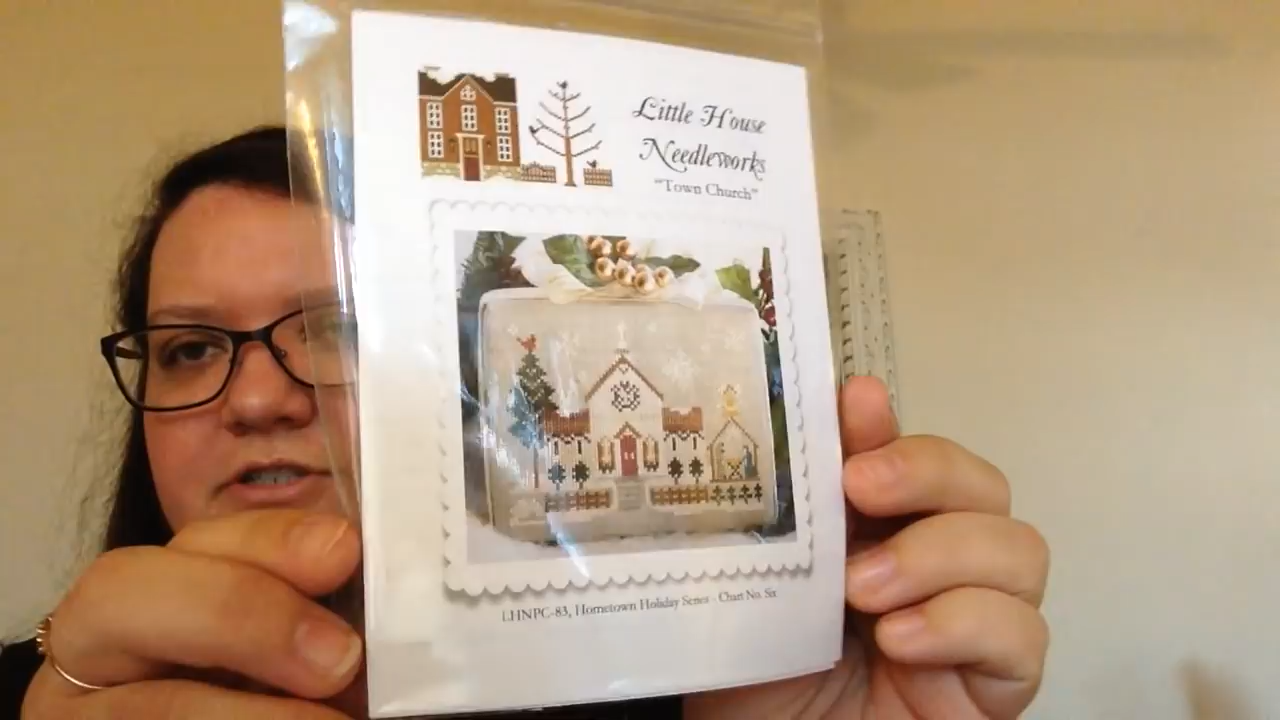 Little House
Needleworks
"Town Church"
LHNPC-83, Hometown Holiday Series - Chart No. Six